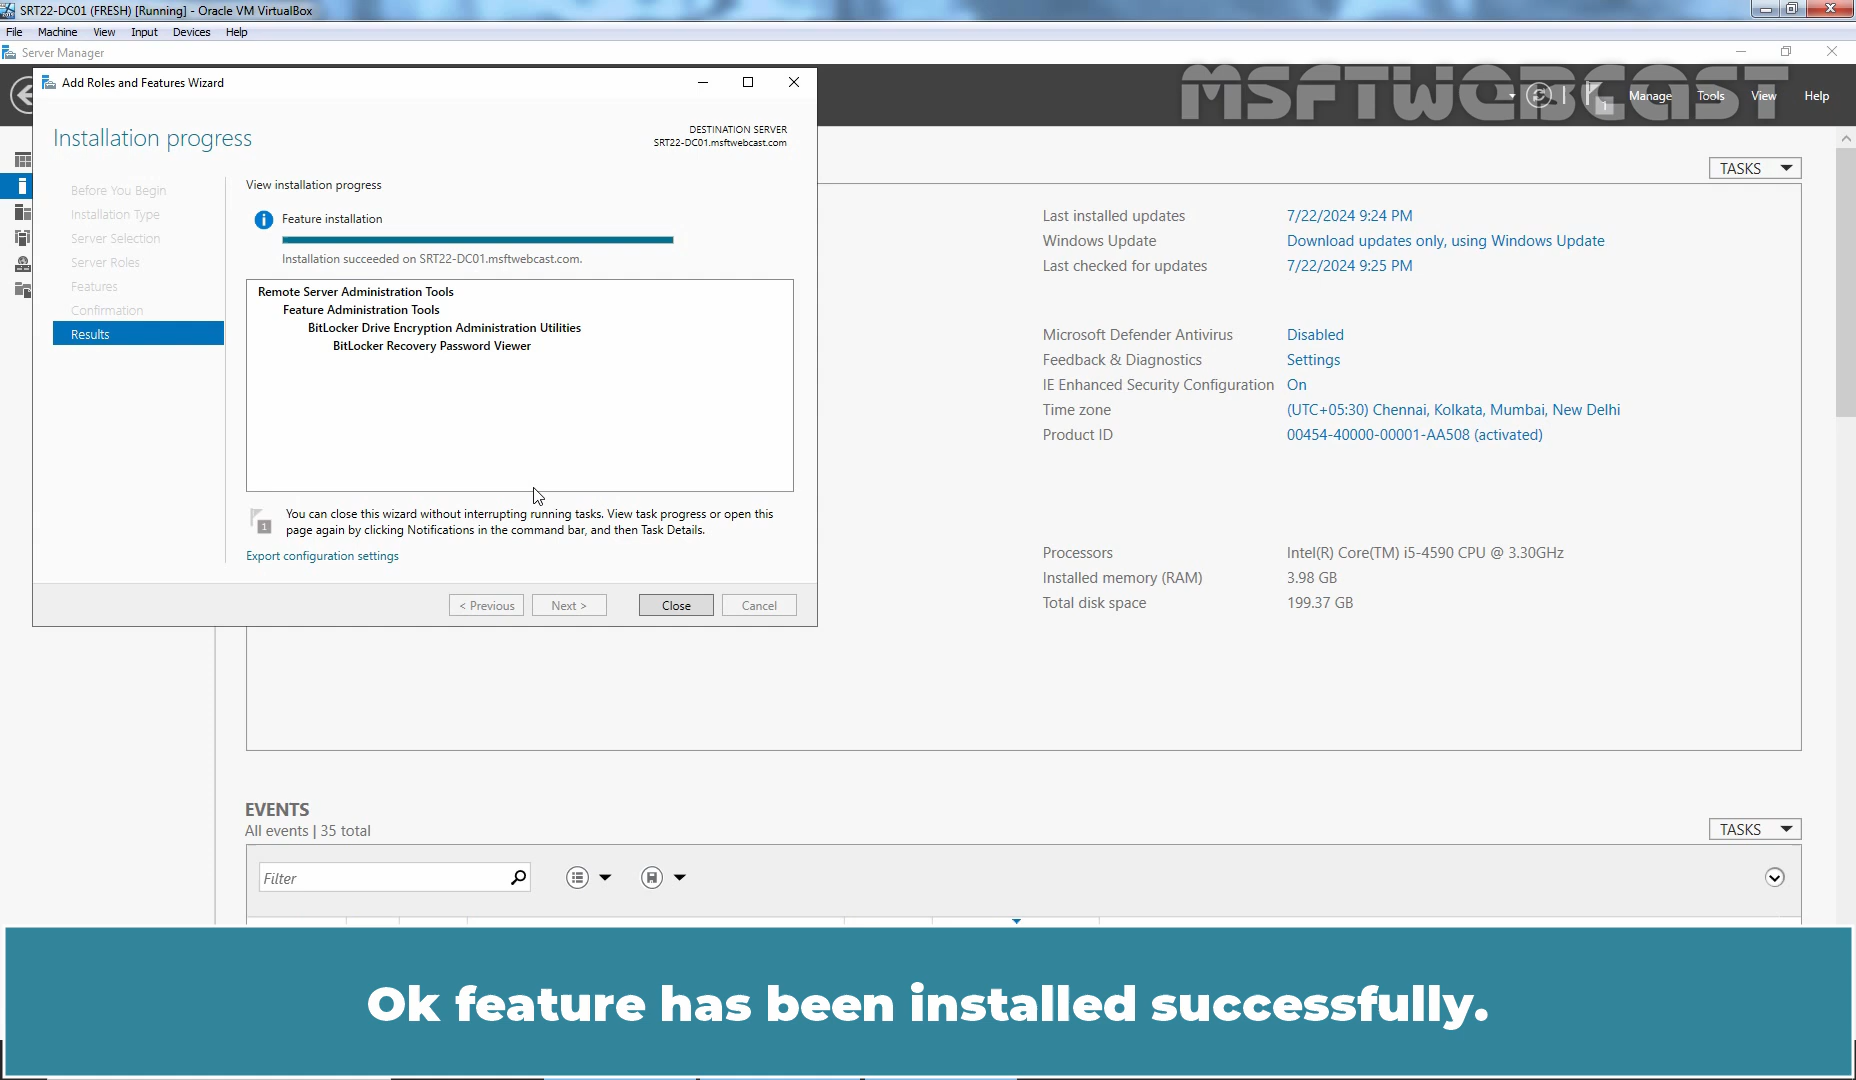 SRT22-DC01 (FRESH) [Running] - Oracle VM VirtualBox
File Machine View Input Devices Help
Server Manager
Add Roles and Features Wizard
MSFTWEBCAST
Manage Tools View Help
1
Installation progress
DESTINATION SERVER
SRT22-DC01.msftwebcast.com
Before You Begin
Installation Type
Server Selection
Server Roles
Features
Confirmation
Results
View installation progress
Feature installation
Installation succeeded on SRT22-DC01.msftwebcast.com.
Remote Server Administration Tools
Feature Administration Tools
BitLocker Drive Encryption Administration Utilities
BitLocker Recovery Password Viewer
1
You can close this wizard without interrupting running tasks. View task progress or open this
page again by clicking Notifications in the command bar, and then Task Details.
Export configuration settings
< Previous Next > Close Cancel
TASKS
Last installed updates 7/22/2024 9:24 PM
Windows Update Download updates only, using Windows Update
Last checked for updates 7/22/2024 9:25 PM
Microsoft Defender Antivirus Disabled
Feedback & Diagnostics Settings
IE Enhanced Security Configuration On
Time zone (UTC+05:30) Chennai, Kolkata, Mumbai, New Delhi
Product ID 00454-40000-00001-AA508 (activated)
Processors Intel(R) Core(TM) i5-4590 CPU @ 3.30GHz
Installed memory (RAM) 3.98 GB
Total disk space 199.37 GB
EVENTS
All events | 35 total
TASKS
Filter
Ok feature has been installed successfully.